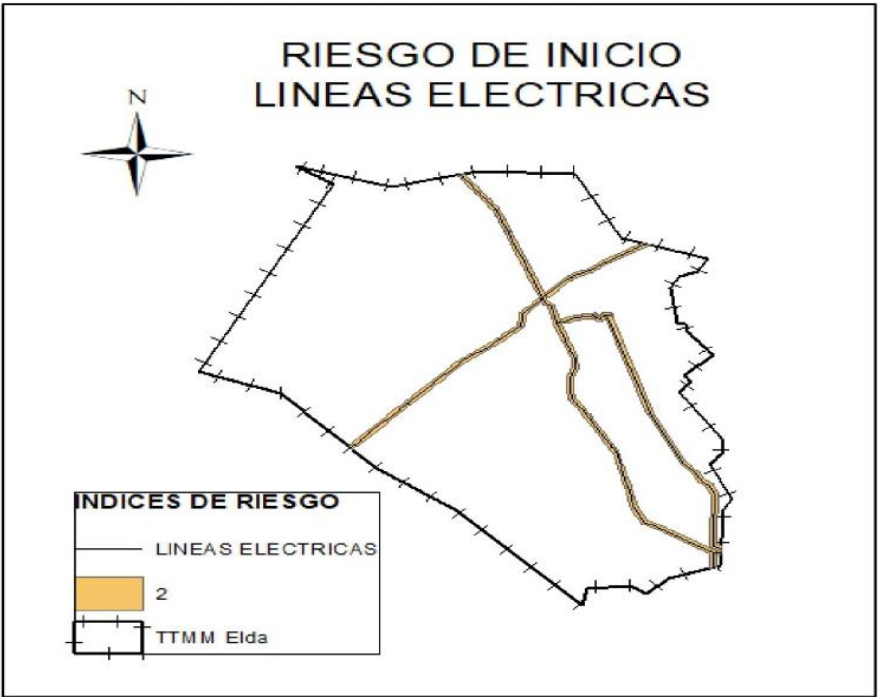 RIESGO DE INICIO
LINEAS ELECTRICAS
N
INDICES DE RIESGO
LINEAS ELECTRICAS
2
TTMM Elda